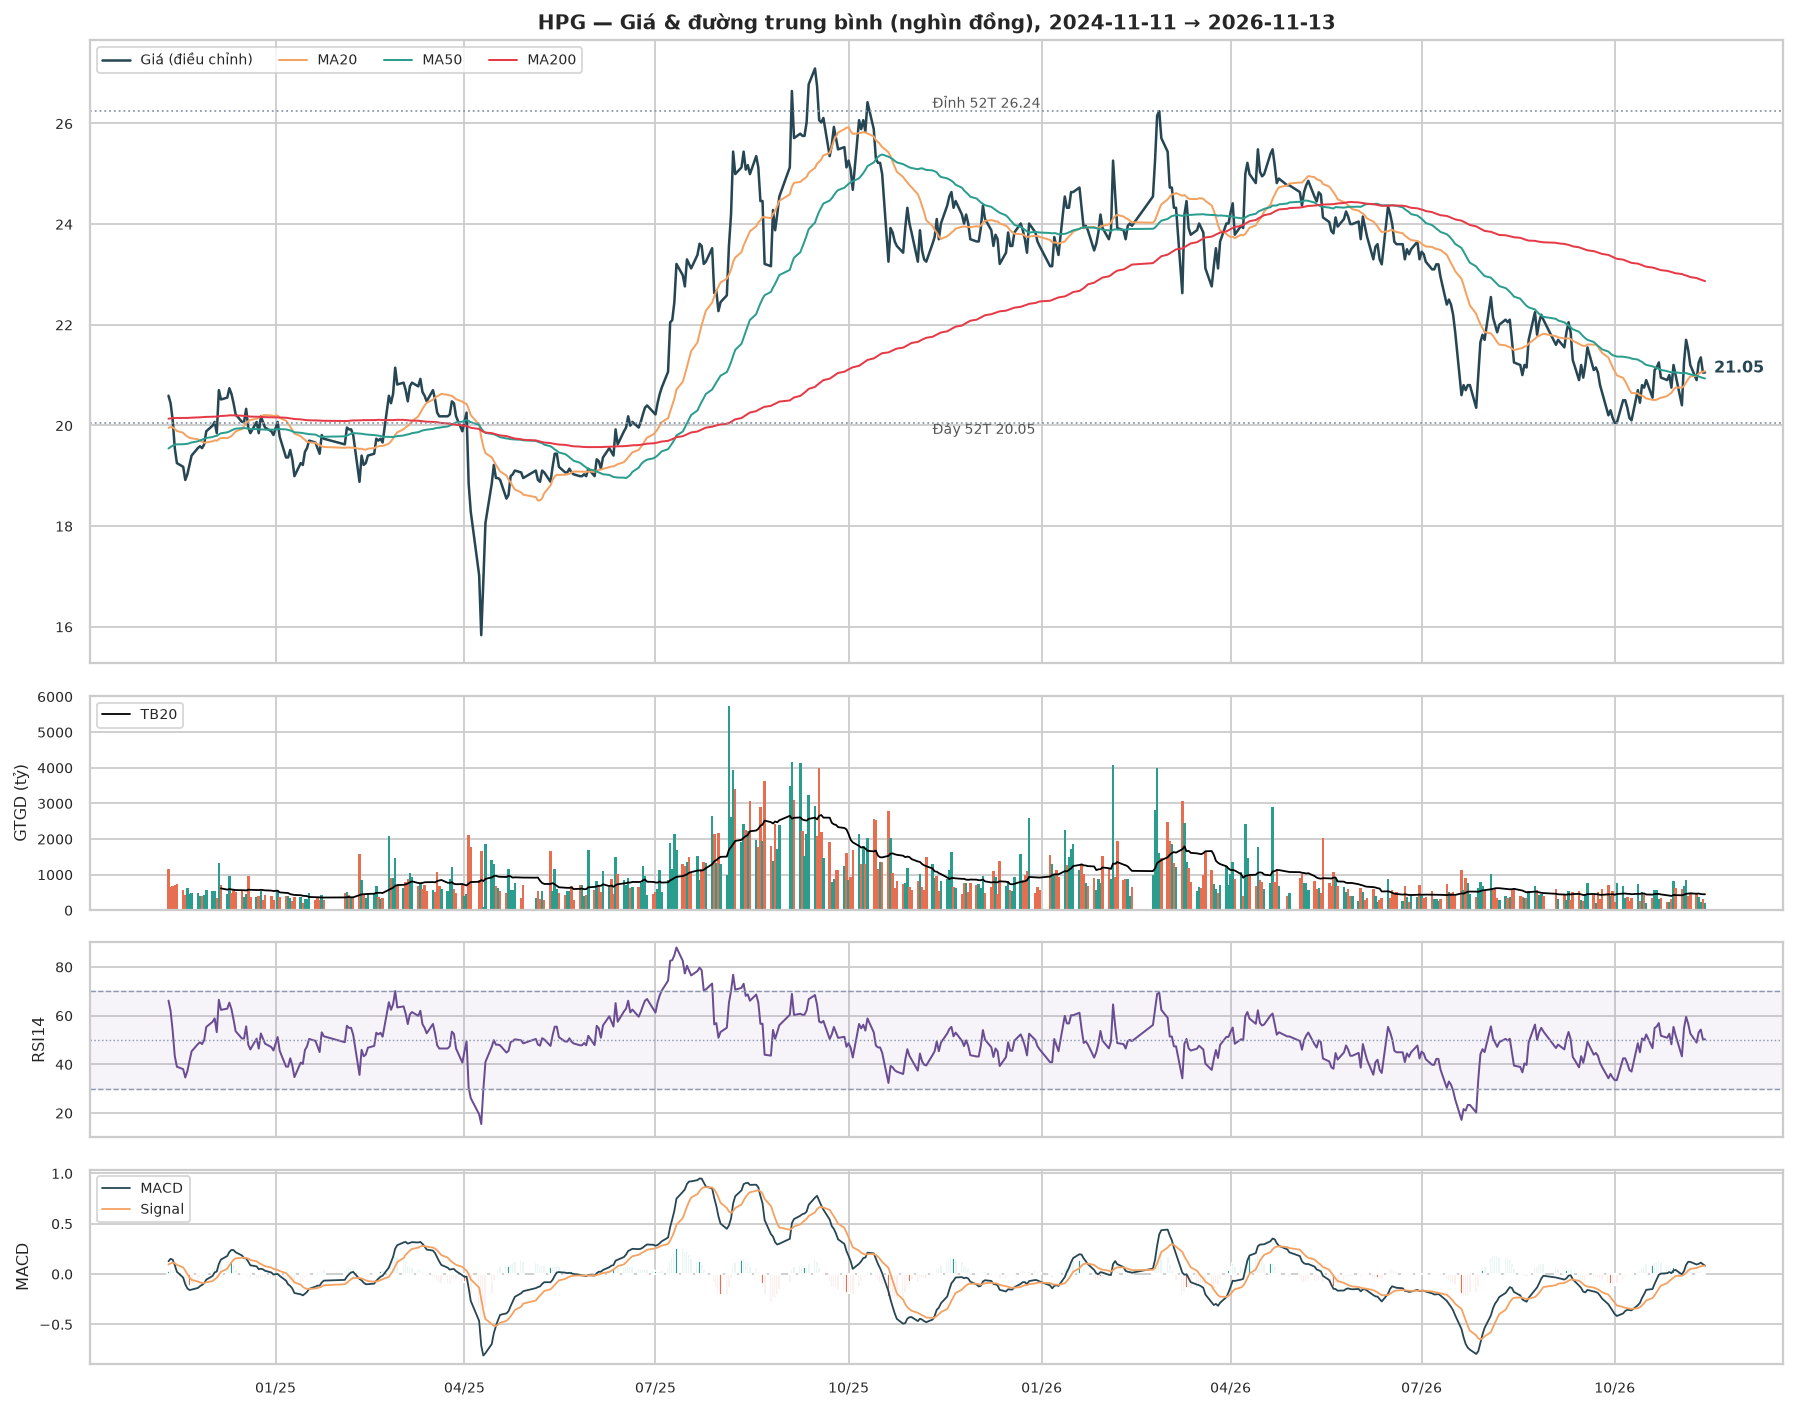 HPG — Giá & đường trung bình (nghìn đồng), 2024-11-11 → 2026-11-13
Giá (điều chỉnh) MA20 MA50 MA200
Đỉnh 52T 26.24
26
24
22
21.05
20
Đáy 52T 20.05
18
16
6000
TB20
5000
4000
3000
2000
1000
0
GTGD (tỷ)
80
60
40
20
RSI14
1.0
MACD
Signal
0.5
0.0
−0.5
MACD
01/25 04/25 07/25 10/25 01/26 04/26 07/26 10/26